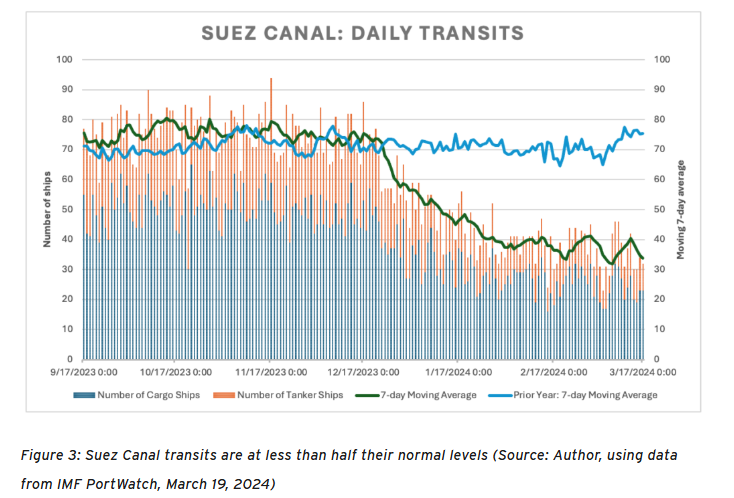 SUEZ CANAL: DAILY TRANSITS
100 100
90 90
80 80
70 70
60 60
50 50
40 40
30 30
20 20
10 10
0 0
Number of ships
Moving 7-day average
9/17/2023 0:00 10/17/2023 0:00 11/17/2023 0:00 12/17/2023 0:00 1/17/2024 0:00 2/17/2024 0:00 3/17/2024 0:00
Number of Cargo Ships Number of Tanker Ships 7-day Moving Average Prior Year: 7-day Moving Average
Figure 3: Suez Canal transits are at less than half their normal levels (Source: Author, using data
from IMF PortWatch, March 19, 2024)